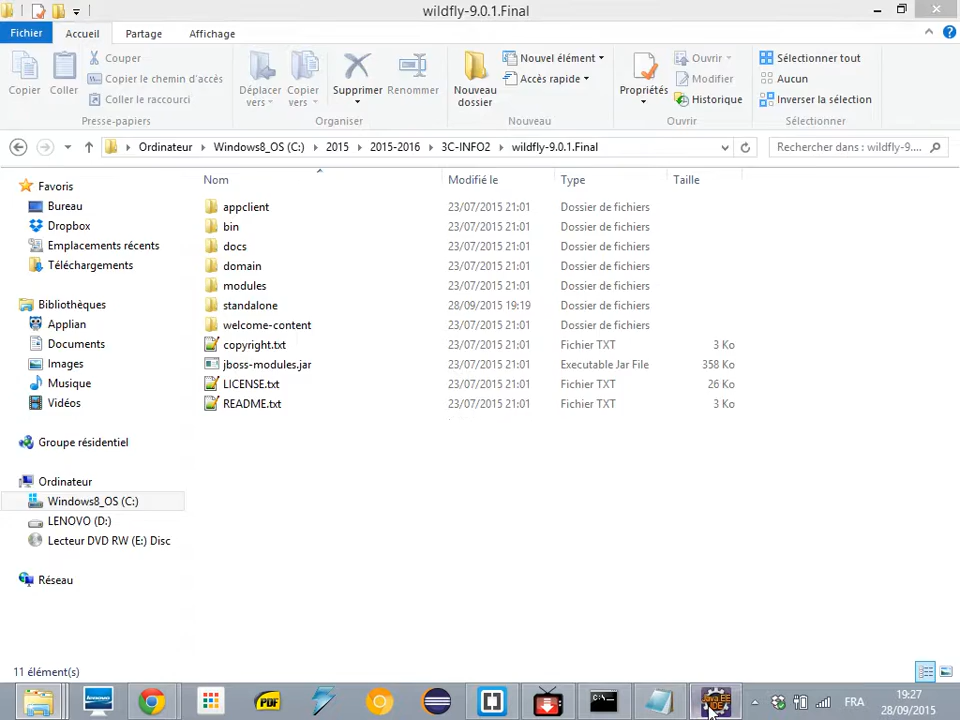 wildfly-9.0.1.Final
Fichier Accueil Partage Affichage
Copier
Coller
Couper
Copier le chemin d'accès
Coller le raccourci
Presse-papiers
Déplacer vers
Copier vers
Supprimer
Renommer
Organiser
Nouveau dossier
Nouvel élément
Accès rapide
Nouveau
Propriétés
Ouvrir
Modifier
Historique
Ouvrir
Sélectionner tout
Aucun
Inverser la sélection
Sélectionner
Ordinateur Windows8_OS (C:) 2015 2015-2016 3C-INFO2 wildfly-9.0.1.Final
Rechercher dans : wildfly-9....
Favoris
Bureau
Dropbox
Emplacements récents
Téléchargements
Bibliothèques
Applian
Documents
Images
Musique
Vidéos
Groupe résidentiel
Ordinateur
Windows8_OS (C:)
LENOVO (D:)
Lecteur DVD RW (E:) Disc
Réseau
Nom Modifié le Type Taille
appclient 23/07/2015 21:01 Dossier de fichiers
bin 23/07/2015 21:01 Dossier de fichiers
docs 23/07/2015 21:01 Dossier de fichiers
domain 23/07/2015 21:01 Dossier de fichiers
modules 23/07/2015 21:01 Dossier de fichiers
standalone 28/09/2015 19:19 Dossier de fichiers
welcome-content 23/07/2015 21:01 Dossier de fichiers
copyright.txt 23/07/2015 21:01 Fichier TXT 3 Ko
jboss-modules.jar 23/07/2015 21:01 Executable Jar File 358 Ko
LICENSE.txt 23/07/2015 21:01 Fichier TXT 26 Ko
README.txt 23/07/2015 21:01 Fichier TXT 3 Ko
11 élément(s)
PDF
C:\.
Java EE
IDE
FRA
19:27
28/09/2015